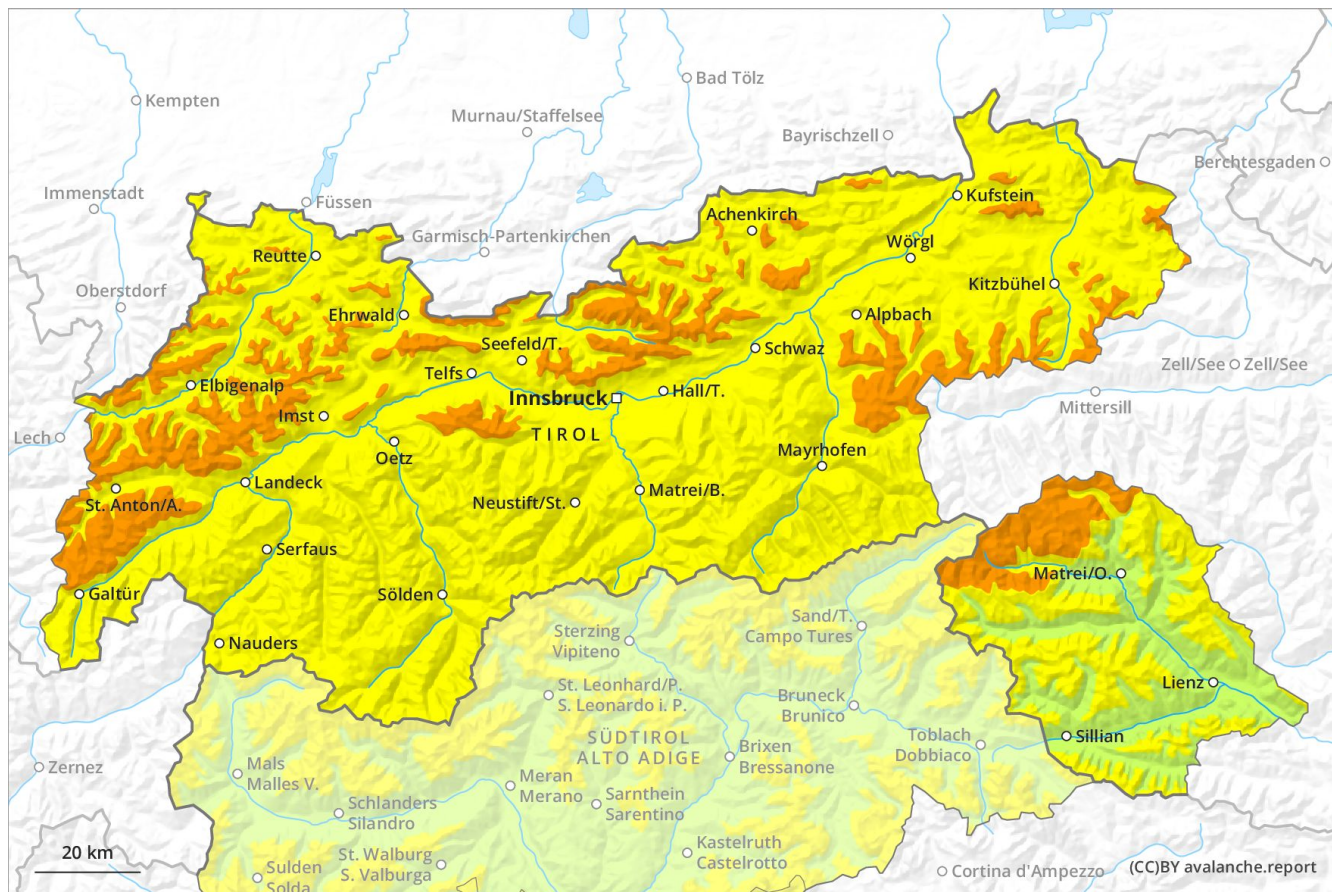 Kempten
Bad Tölz
Murnau/Staffelsee
Bayrischzell
Berchtesgaden
Immenstadt
Füssen
Kufstein
Achenkirch
Garmisch-Partenkirchen
Wörgl
Reutte
Oberstdorf
Kitzbühel
Ehrwald
Alpbach
Seefeld/T.
Schwaz
Zell/See
Zell/See
Telfs
Elbigenalp
Innsbruck
Hall/T.
Mittersill
Imst
TIROL
Lech
Oetz
Mayrhofen
Landeck
Matrei/B.
St. Anton/A.
Neustift/St.
Serfaus
Matrei/O.
Galtür
Sölden
Sand/T.
Campo Tures
Sterzing
Vipiteno
Nauders
Lienz
St. Leonhard/P.
S. Leonardo i. P.
Bruneck
Brunico
Sillian
SÜDTIROL
ALTO ADIGE
Toblach
Dobbiaco
Brixen
Bressanone
Zernez
Mals
Malles V.
Meran
Merano
Sarnthein
Sarentino
Schlanders
Silandro
Kastelruth
Castelrotto
20 km
St. Walburg
S. Valburga
Sulden
Solda
Cortina d'Ampezzo
(CC)BY avalanche.report